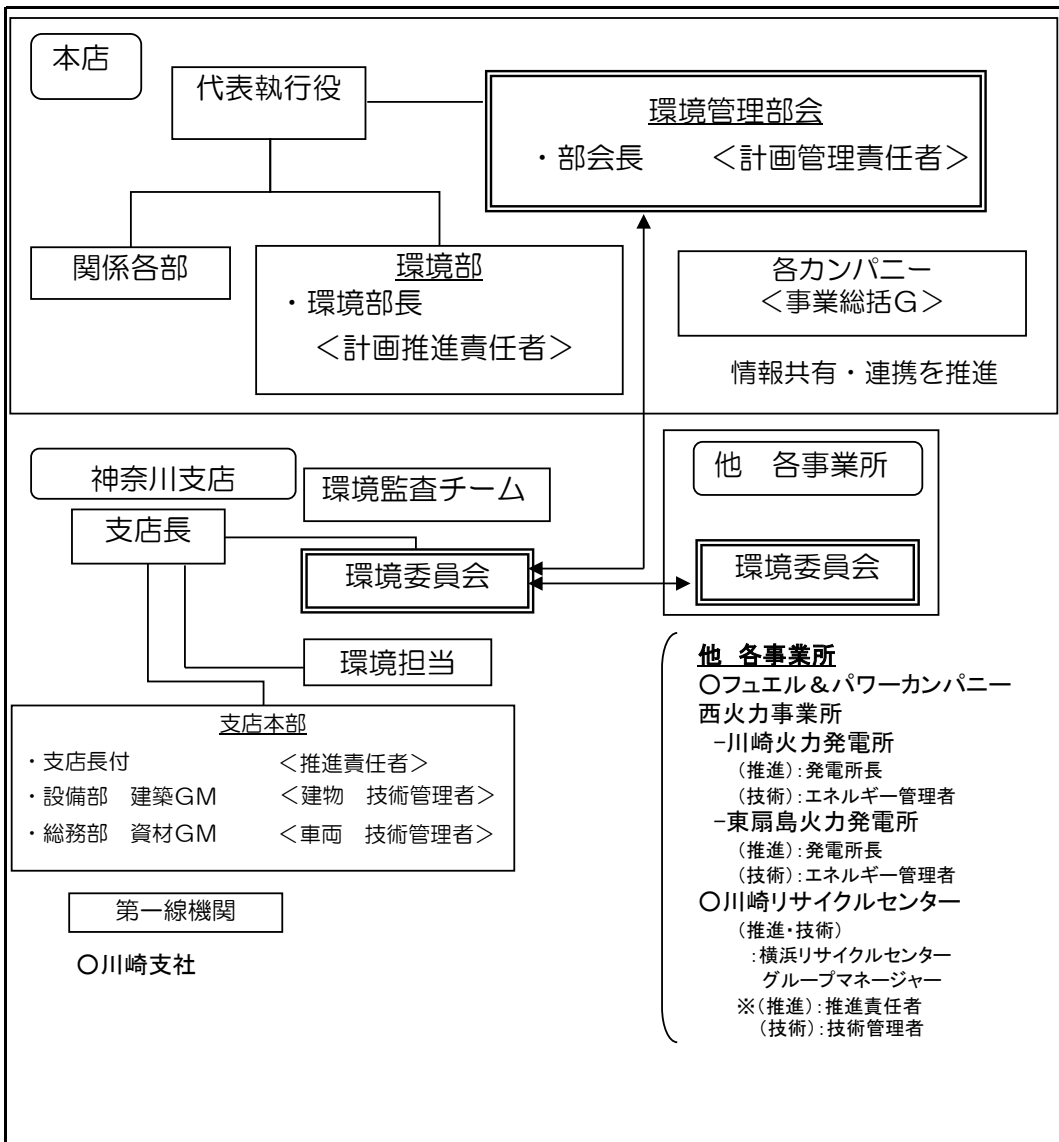 本店
代表執行役
環境管理部会
・部会長　　＜計画管理責任者＞
関係各部
環境部
・環境部長
＜計画推進責任者＞
各カンパニー
＜事業総括Ｇ＞
情報共有・連携を推進
神奈川支店
環境監査チーム
支店長
環境委員会
他　各事業所
環境委員会
環境担当
支店本部
・支店長付　　＜推進責任者＞
・設備部　建築ＧＭ　　＜建物　技術管理者＞
・総務部　資材ＧＭ　　＜車両　技術管理者＞
第一線機関
○川崎支社
他　各事業所
○フュエル＆パワーカンパニー
西火力事業所
－川崎火力発電所
（推進）：発電所長
（技術）：エネルギー管理者
－東扇島火力発電所
（推進）：発電所長
（技術）：エネルギー管理者
○川崎リサイクルセンター
（推進・技術）
：横浜リサイクルセンター
グループマネージャー
※（推進）：推進責任者
（技術）：技術管理者